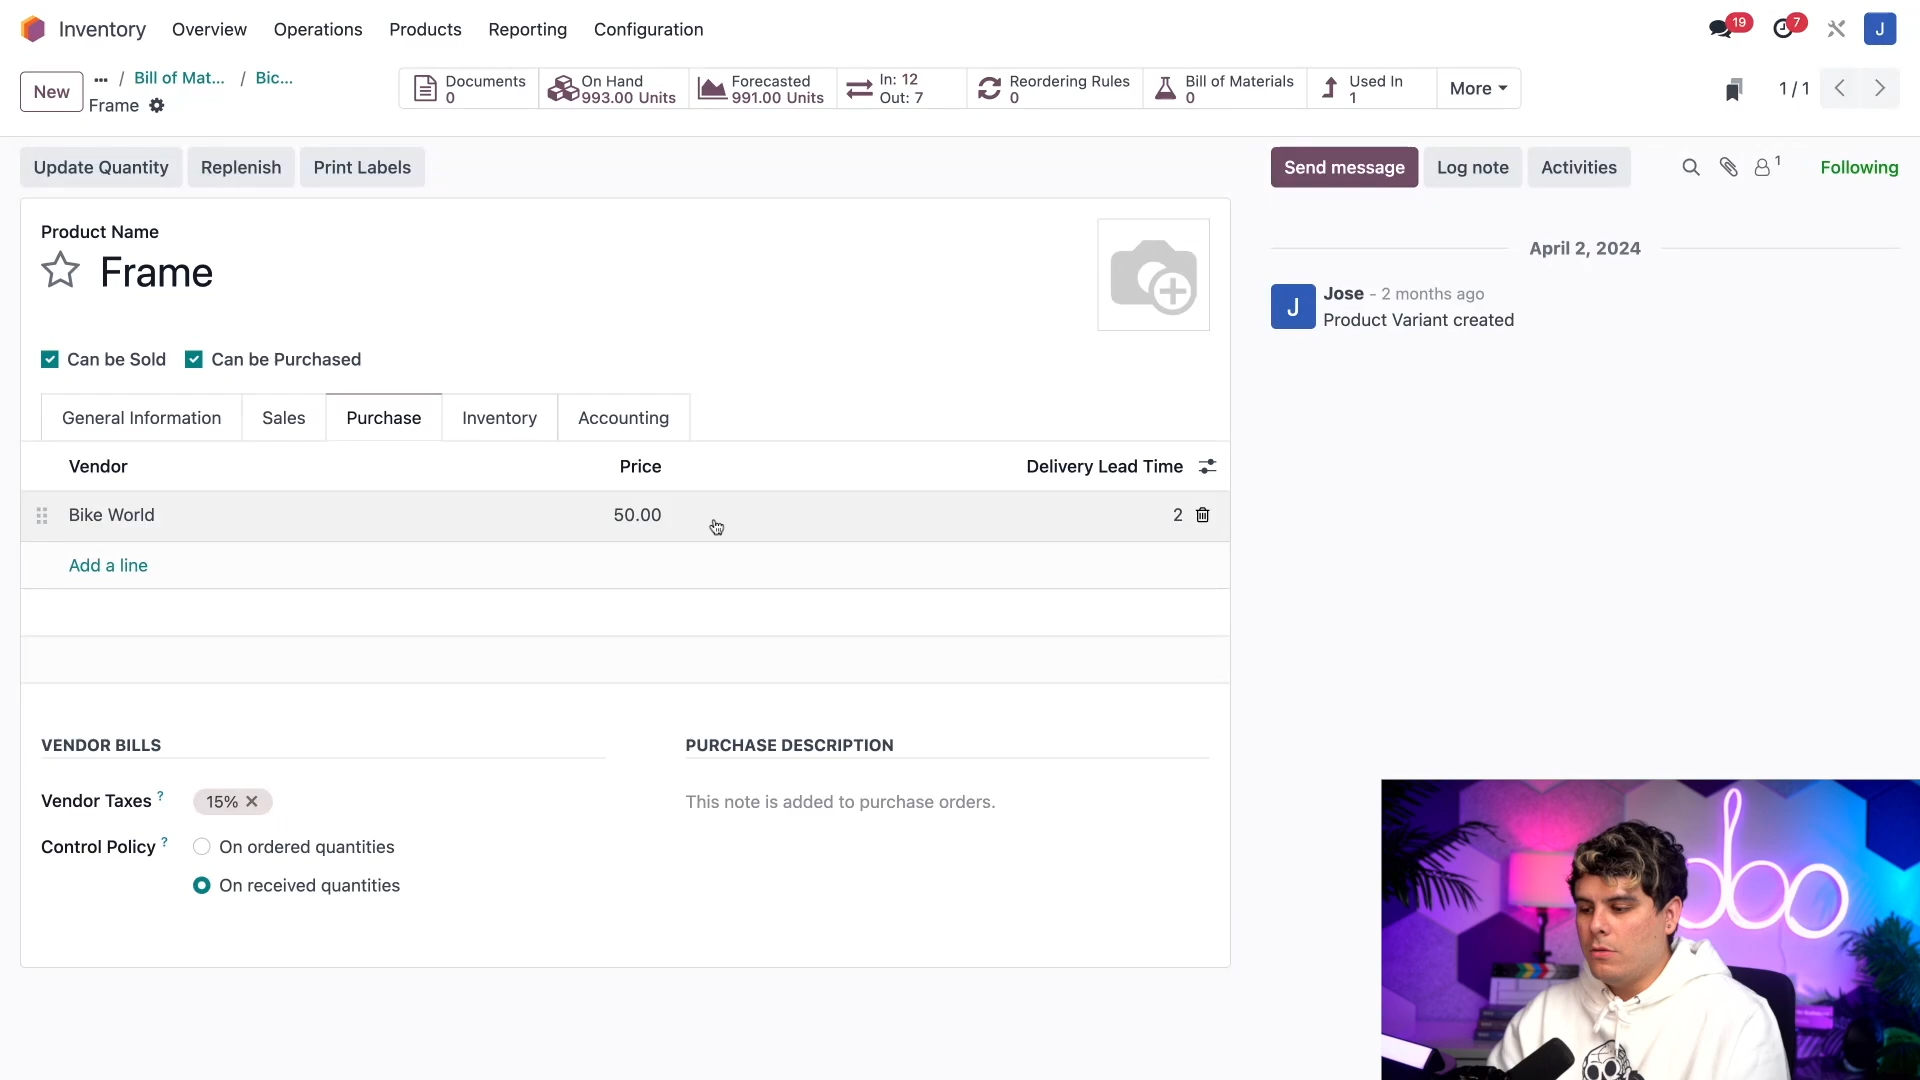 Inventory Overview Operations Products Reporting Configuration 19 7 J
New ... / Bill of Mat... / Bic...
Frame
Documents 0
On Hand 993.00 Units
Forecasted 991.00 Units
In: 12
Out: 7
Reordering Rules 0
Bill of Materials 0
Used In 1
More
1 / 1
Update Quantity Replenish Print Labels
Send message Log note Activities 1 Following
Product Name
Frame
April 2, 2024
J
Jose - 2 months ago
Product Variant created
Can be Sold Can be Purchased
General Information Sales Purchase Inventory Accounting
Vendor Price Delivery Lead Time
Bike World 50.00 2
Add a line
VENDOR BILLS PURCHASE DESCRIPTION
Vendor Taxes ? 15% This note is added to purchase orders.
Control Policy ? On ordered quantities
On received quantities